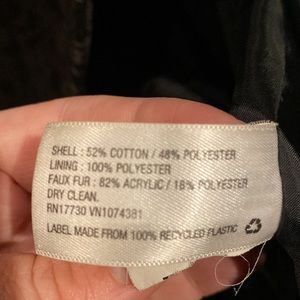 SHELL : 52% COTTON / 48% POLYESTER
LINING : 100% POLYESTER
FAUX FUR : 82% ACRYLIC / 18% POLYESTER
DRY CLEAN.
RN17730 VN1074381
LABEL MADE FROM 100% RECYCLED PLASTIC